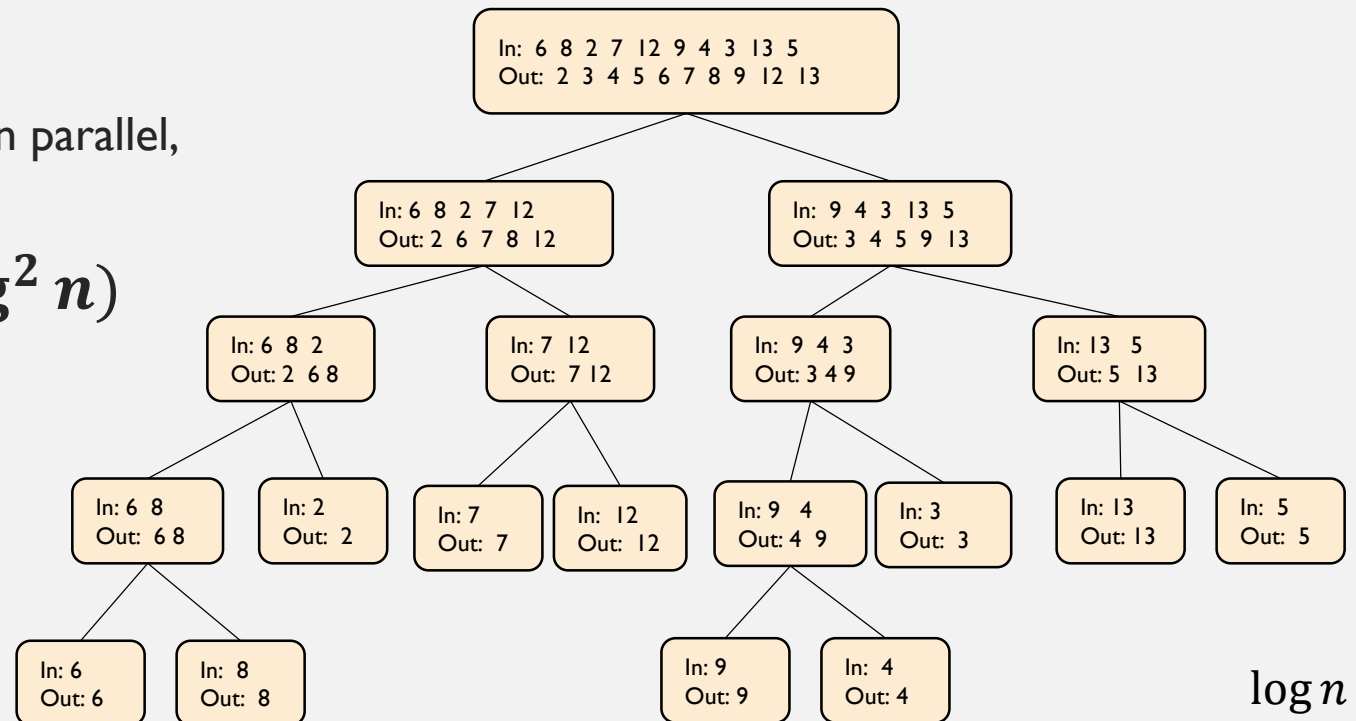 In: 6 8 2 7 12 9 4 3 13 5
Out: 2 3 4 5 6 7 8 9 12 13
n parallel,
In: 6 8 2 7 12
Out: 2 6 7 8 12
In: 9 4 3 13 5
Out: 3 4 5 9 13
g² n)
In: 6 8 2
Out: 2 6 8
In: 7 12
Out: 7 12
In: 9 4 3
Out: 3 4 9
In: 13 5
Out: 5 13
In: 6 8
Out: 6 8
In: 2
Out: 2
In: 7
Out: 7
In: 12
Out: 12
In: 9 4
Out: 4 9
In: 3
Out: 3
In: 13
Out: 13
In: 5
Out: 5
In: 6
Out: 6
In: 8
Out: 8
In: 9
Out: 9
In: 4
Out: 4
log n